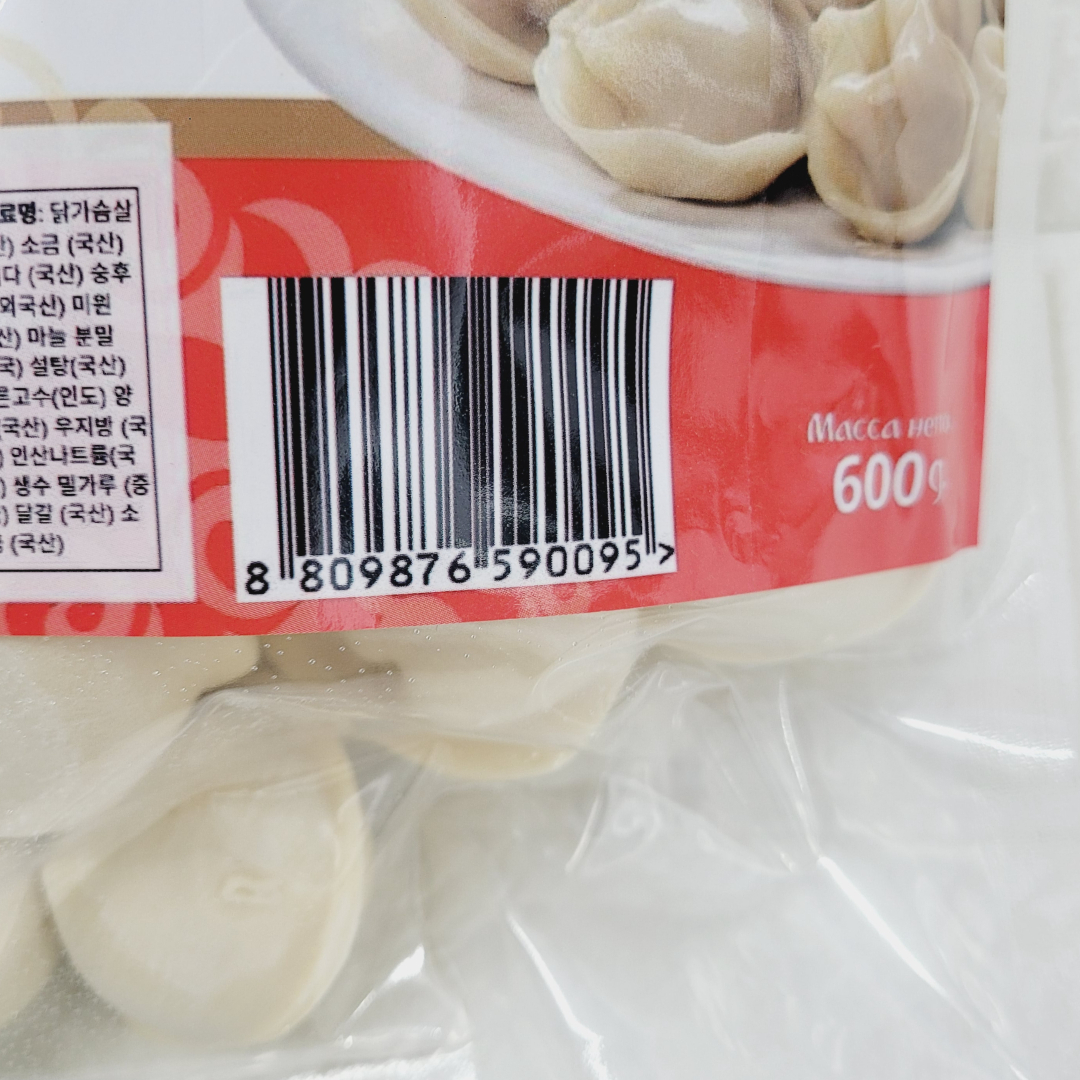 료명: 닭가슴살
소금 (국산)
다 (국산) 숭후
외국산) 미원
산) 마늘 분말
국) 설탕(국산)
른고수(인도) 양
(국산) 우지방 (국
) 인산나트륨(국
) 생수 밀가루 (중
) 달걀 (국산) 소
(국산)
8 809876 590095 >
Масса нетто
600 g